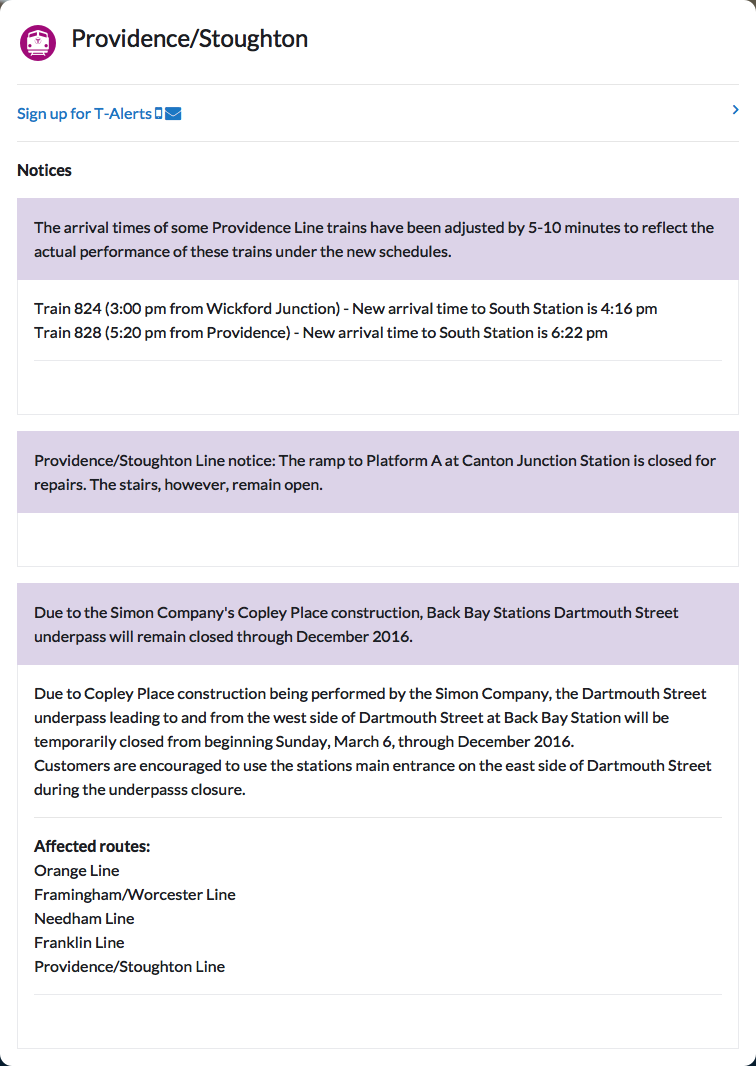 Providence/Stoughton
Sign up for T-Alerts
Notices
The arrival times of some Providence Line trains have been adjusted by 5-10 minutes to reflect the
actual performance of these trains under the new schedules.
Train 824 (3:00 pm from Wickford Junction) - New arrival time to South Station is 4:16 pm
Train 828 (5:20 pm from Providence) - New arrival time to South Station is 6:22 pm
Providence/Stoughton Line notice: The ramp to Platform A at Canton Junction Station is closed for
repairs. The stairs, however, remain open.
Due to the Simon Company's Copley Place construction, Back Bay Stations Dartmouth Street
underpass will remain closed through December 2016.
Due to Copley Place construction being performed by the Simon Company, the Dartmouth Street
underpass leading to and from the west side of Dartmouth Street at Back Bay Station will be
temporarily closed from beginning Sunday, March 6, through December 2016.
Customers are encouraged to use the stations main entrance on the east side of Dartmouth Street
during the underpasss closure.
Affected routes:
Orange Line
Framingham/Worcester Line
Needham Line
Franklin Line
Providence/Stoughton Line